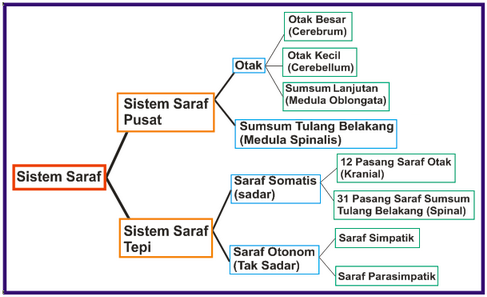 Otak Besar
(Cerebrum)
Otak Kecil
(Cerebellum)
Otak
Sumsum Lanjutan
(Medula Oblongata)
Sistem Saraf
Pusat
Sumsum Tulang Belakang
(Medula Spinalis)
Sistem Saraf
12 Pasang Saraf Otak
(Kranial)
Saraf Somatis
(sadar)
31 Pasang Saraf Sumsum
Tulang Belakang (Spinal)
Sistem Saraf
Tepi
Saraf Simpatik
Saraf Otonom
(Tak Sadar)
Saraf Parasimpatik